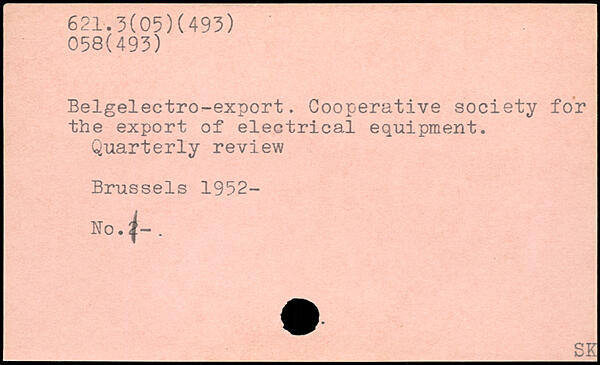 621.3(05)(493)
058(493)
Belgelectro-export. Cooperative society for
the export of electrical equipment.
Quarterly review
Brussels 1952-
No.1-.
SK